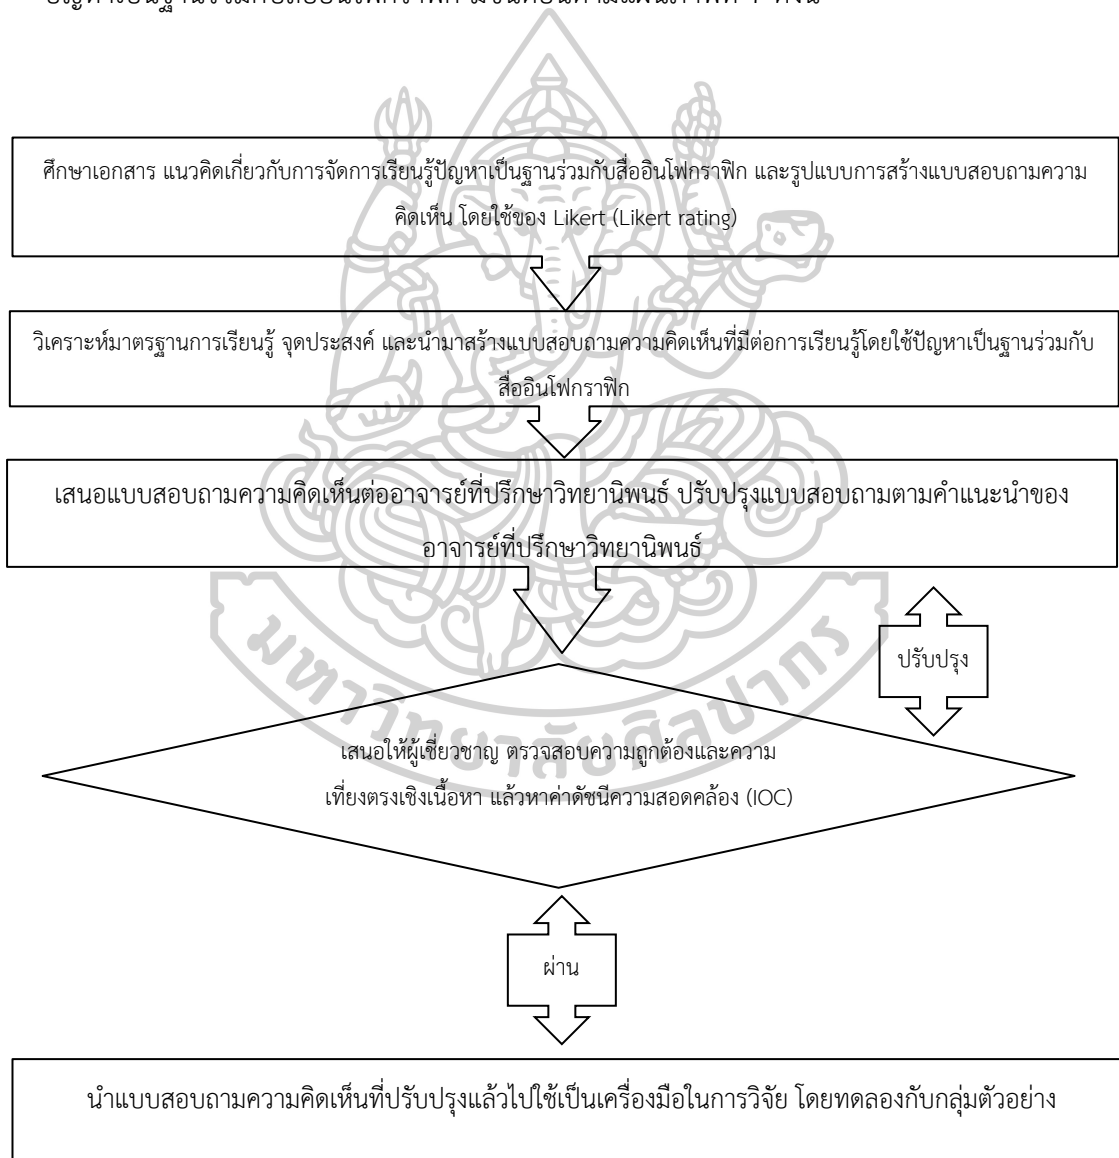 ศึกษาเอกสาร แนวคิดเกี่ยวกับการจัดการเรียนรู้ปัญหาเป็นฐานร่วมกับสื่ออินโฟกราฟิก และรูปแบบการสร้างแบบสอบถามความ
คิดเห็น โดยใช้ของ Likert (Likert rating)
วิเคราะห์มาตรฐานการเรียนรู้ จุดประสงค์ และนำมาสร้างแบบสอบถามความคิดเห็นที่มีต่อการเรียนรู้โดยใช้ปัญหาเป็นฐานร่วมกับ
สื่ออินโฟกราฟิก
เสนอแบบสอบถามความคิดเห็นต่ออาจารย์ที่ปรึกษาวิทยานิพนธ์ ปรับปรุงแบบสอบถามตามคำแนะนำของ
อาจารย์ที่ปรึกษาวิทยานิพนธ์
ปรับปรุง
มหาวิทยาลัยศิลปากร
เสนอให้ผู้เชี่ยวชาญ ตรวจสอบความถูกต้องและความ
เที่ยงตรงเชิงเนื้อหา แล้วหาค่าดัชนีความสอดคล้อง (IOC)
ผ่าน
นำแบบสอบถามความคิดเห็นที่ปรับปรุงแล้วไปใช้เป็นเครื่องมือในการวิจัย โดยทดลองกับกลุ่มตัวอย่าง